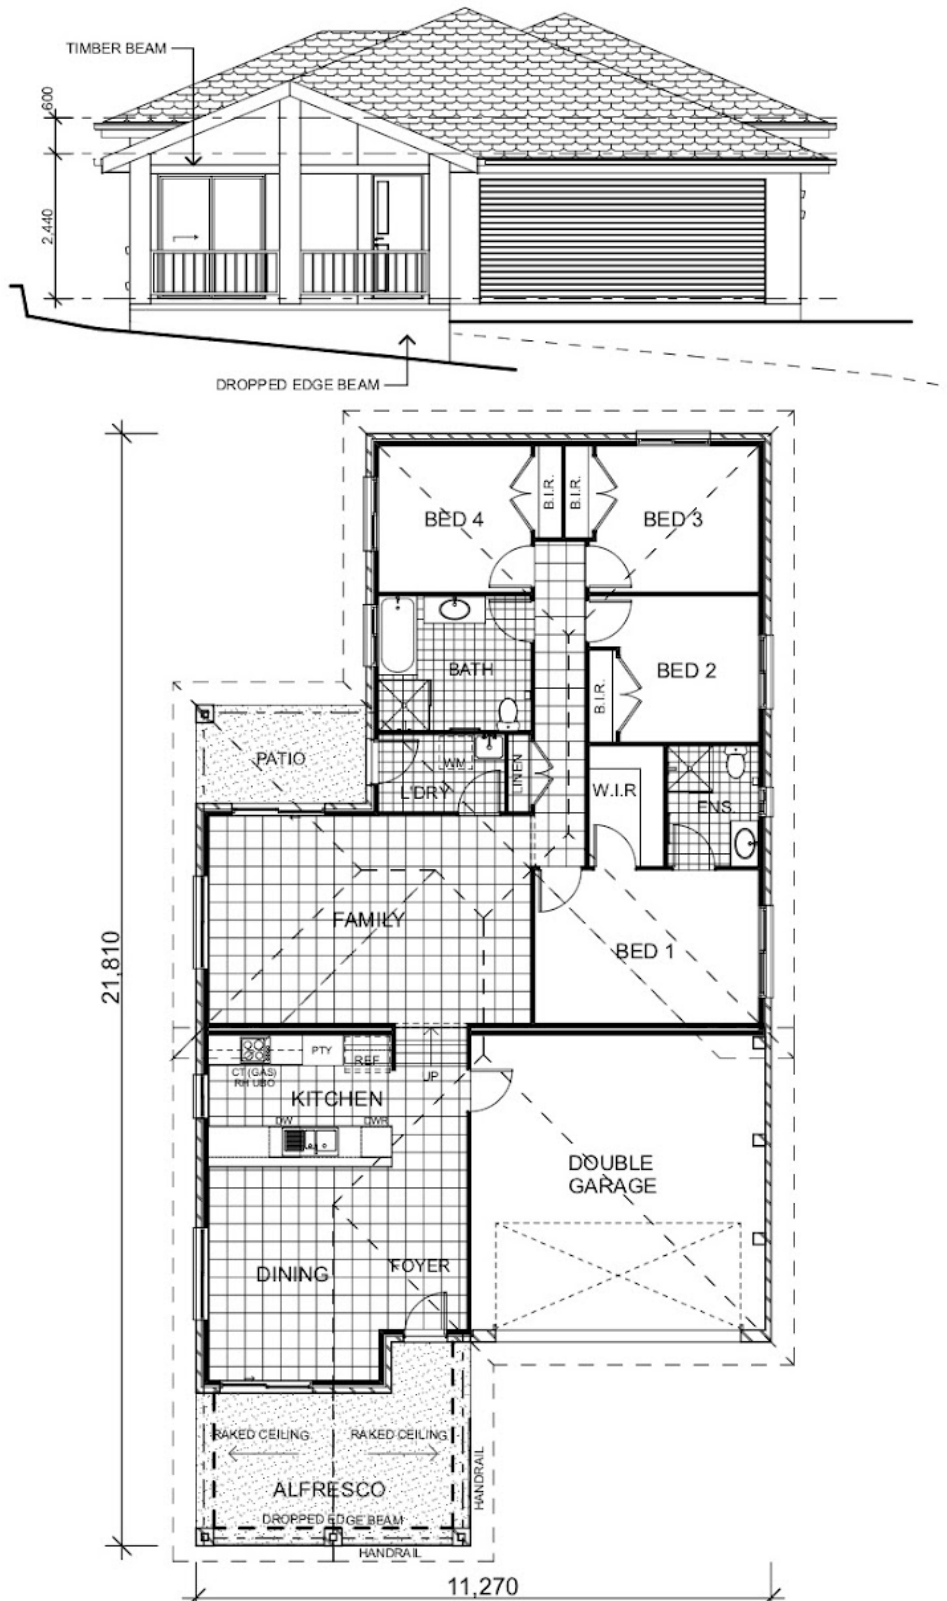 TIMBER BEAM
600
2,440
DROPPED EDGE BEAM
BED 4
B.I.R.
B.I.R.
BED 3
BATH
BED 2
B.I.R.
PATIO
WM
L'DRY
LINEN
W.I.R
ENS.
FAMILY
BED 1
21,810
PTY
REF
CT (GAS)
RH UBO
UP
KITCHEN
DW
DWR
DOUBLE
GARAGE
DINING
FOYER
RAKED CEILING
RAKED CEILING
HANDRAIL
ALFRESCO
DROPPED EDGE BEAM
HANDRAIL
11,270